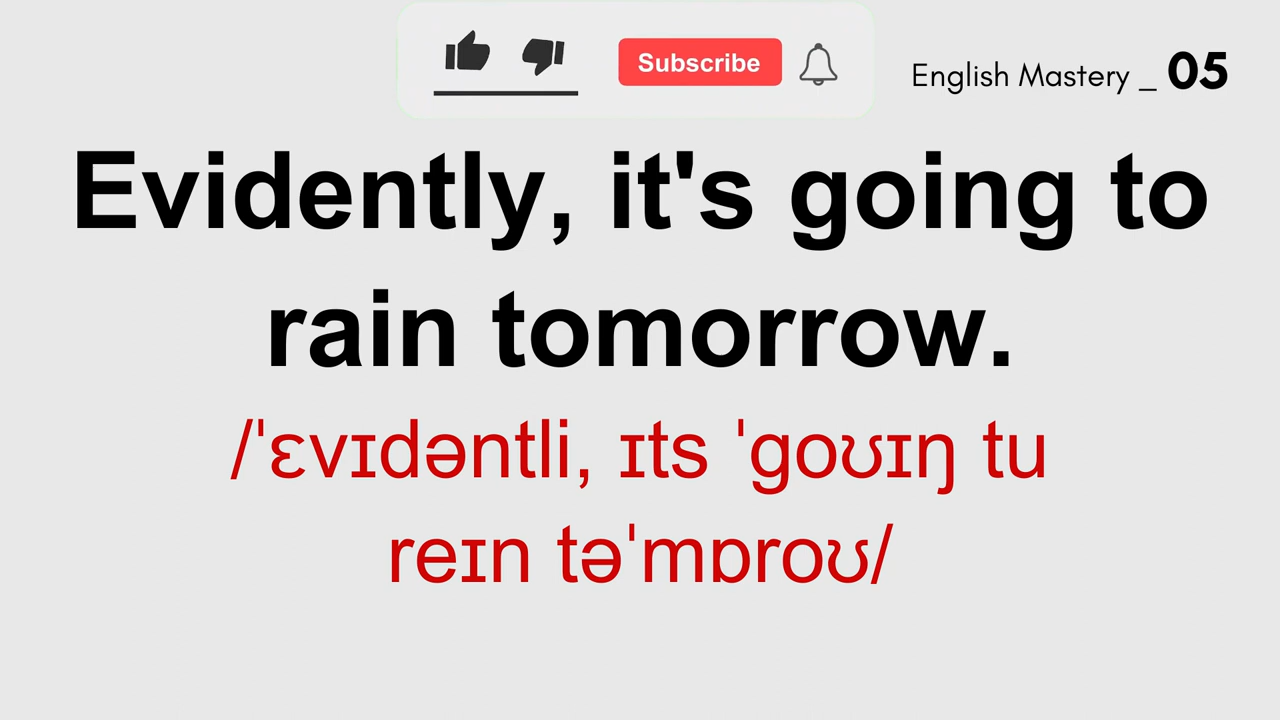 Subscribe
English Mastery _ 05
Evidently, it's going to
rain tomorrow.
/ˈɛvɪdəntli, ɪts ˈɡoʊɪŋ tu
reɪn təˈmɒroʊ/